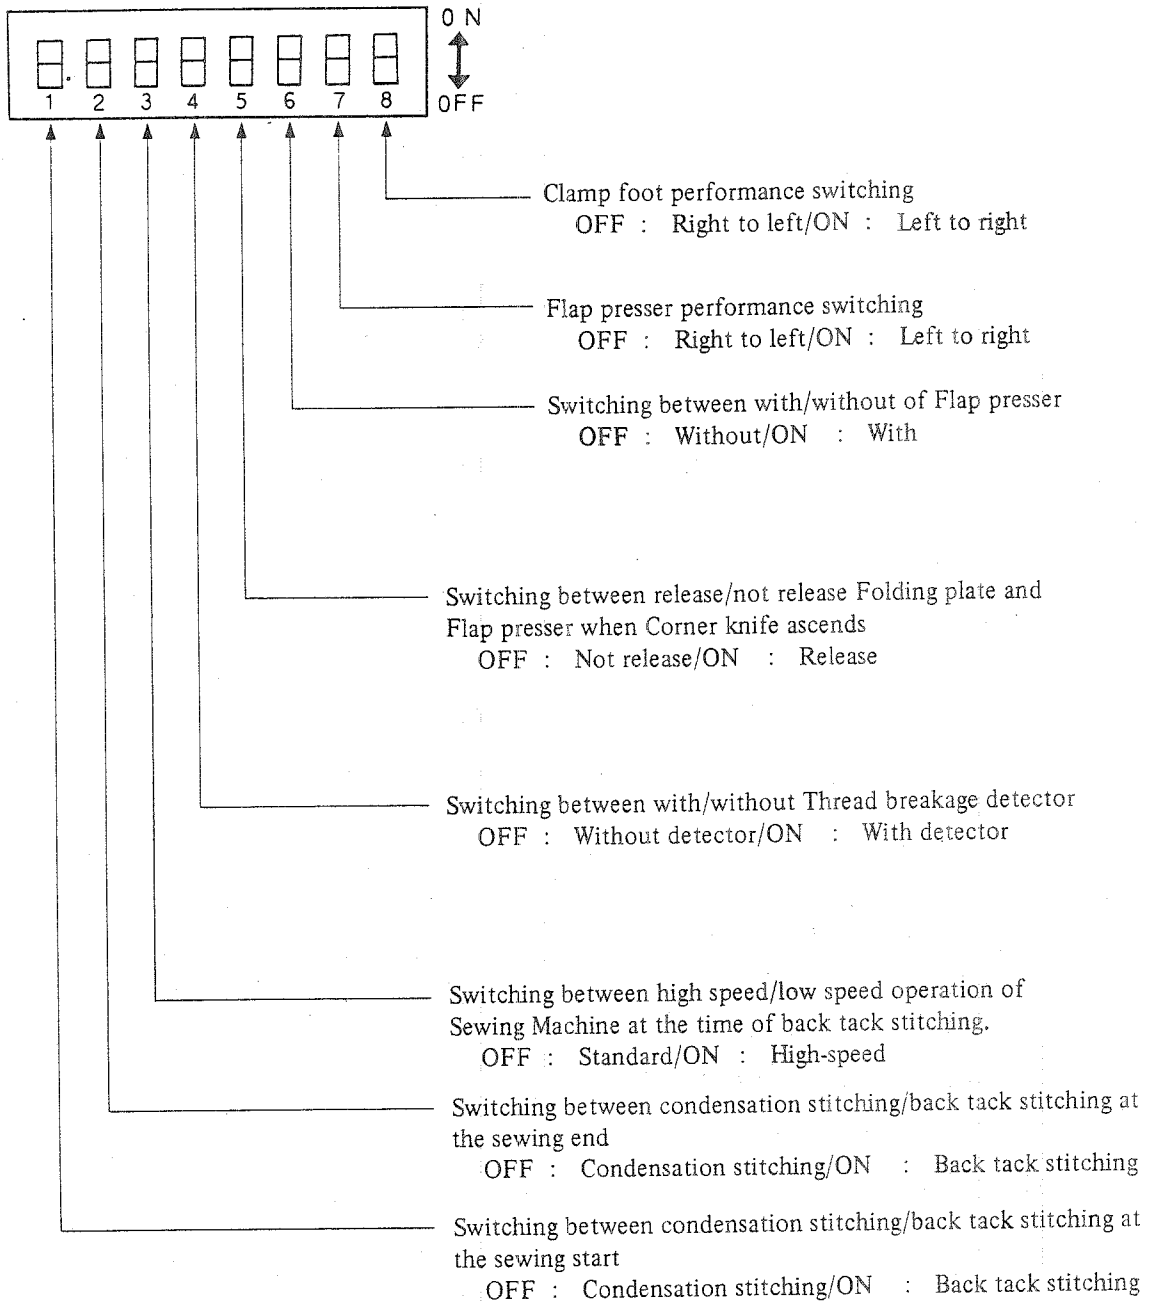 ON
1 2 3 4 5 6 7 8 OFF
Clamp foot performance switching
OFF : Right to left/ON : Left to right
Flap presser performance switching
OFF : Right to left/ON : Left to right
Switching between with/without of Flap presser
OFF : Without/ON : With
Switching between release/not release Folding plate and
Flap presser when Corner knife ascends
OFF : Not release/ON : Release
Switching between with/without Thread breakage detector
OFF : Without detector/ON : With detector
Switching between high speed/low speed operation of
Sewing Machine at the time of back tack stitching.
OFF : Standard/ON : High-speed
Switching between condensation stitching/back tack stitching at
the sewing end
OFF : Condensation stitching/ON : Back tack stitching
Switching between condensation stitching/back tack stitching at
the sewing start
OFF : Condensation stitching/ON : Back tack stitching